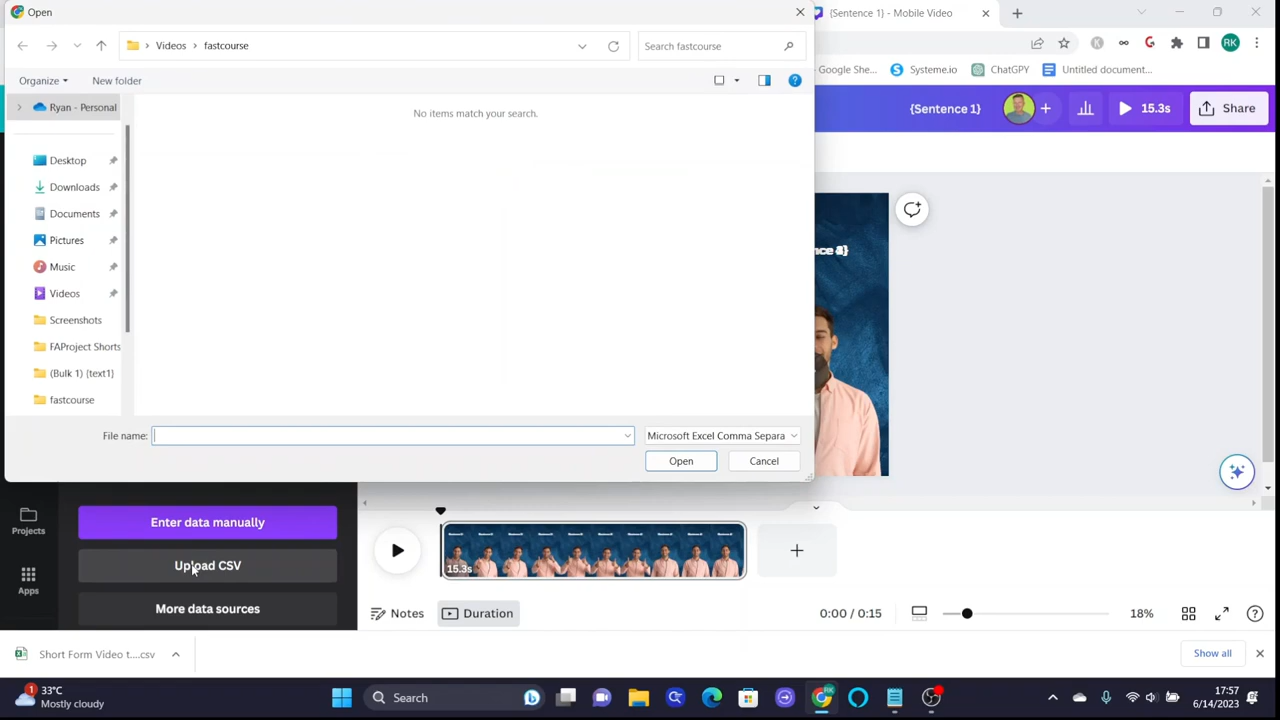 Open
{Sentence 1} - Mobile Video
Videos
fastcourse
Search fastcourse
Google Shee...
Systeme.io
ChatGPY
Untitled document...
Organize
New folder
Ryan - Personal
No items match your search.
{Sentence 1}
RK
15.3s
Share
Desktop
Downloads
Documents
Pictures
Music
Videos
Screenshots
FAProject Shorts
(Bulk 1) {text1}
fastcourse
File name:
Microsoft Excel Comma Separa
Open
Cancel
Projects
Enter data manually
Upload CSV
Apps
More data sources
15.3s
Notes
Duration
0:00 / 0:15
18%
Short Form Video t....csv
Show all
1
33°C
Mostly cloudy
Search
17:57
6/14/2023